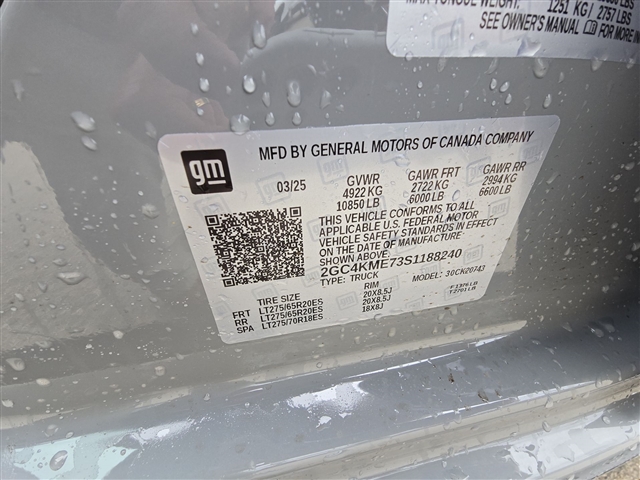 MAX TONGUE WEIGHT:
1251 KG / 2757 LBS
SEE OWNER'S MANUAL
gm
MFD BY GENERAL MOTORS OF CANADA COMPANY
03/25 GVWR GAWR FRT GAWR RR
4922 KG 2722 KG 2994 KG
10850 LB 6000 LB 6600 LB
THIS VEHICLE CONFORMS TO ALL
APPLICABLE U.S. FEDERAL MOTOR
VEHICLE SAFETY STANDARDS IN EFFECT
ON THE DATE OF MANUFACTURE
2GC4KME73S1188240
TYPE: TRUCK MODEL: 30CK20743
TIRE SIZE RIM
FRT LT275/65R20ES 20X8.5J
RR LT275/65R20ES 20X8.5J
SPA LT275/70R18ES 18X8J